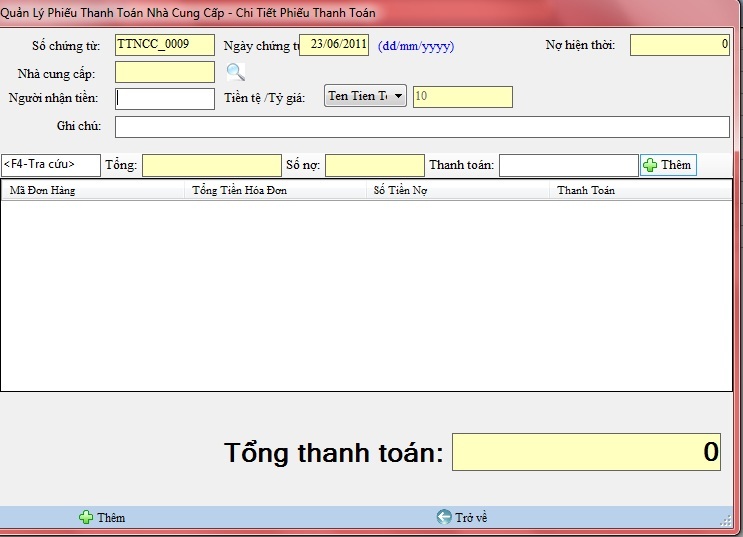 Quản Lý Phiếu Thanh Toán Nhà Cung Cấp - Chi Tiết Phiếu Thanh Toán
Số chứng từ: TTNCC_0009 Ngày chứng t 23/06/2011 (dd/mm/yyyy) Nợ hiện thời: 0
Nhà cung cấp:
Người nhận tiền: Tiền tệ /Tỷ giá: Ten Tien T 10
Ghi chú:
<F4-Tra cứu> Tổng: Số nợ: Thanh toán: Thêm
Mã Đơn Hàng Tổng Tiền Hóa Đơn Số Tiền Nợ Thanh Toán
Tổng thanh toán: 0
Thêm Trở về